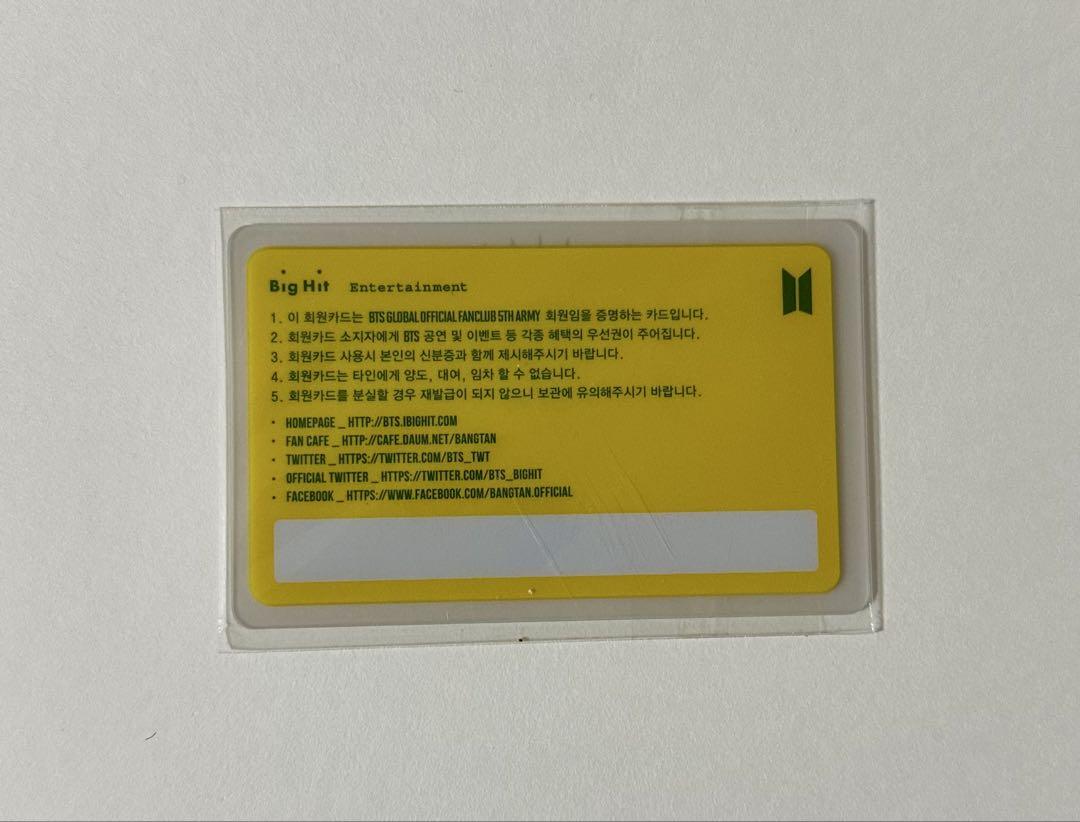 Big Hit Entertainment
1. 이 회원카드는 BTS GLOBAL OFFICIAL FANCLUB 5TH ARMY 회원임을 증명하는 카드입니다.
2. 회원카드 소지자에게 BTS 공연 및 이벤트 등 각종 혜택의 우선권이 주어집니다.
3. 회원카드 사용시 본인의 신분증과 함께 제시해주시기 바랍니다.
4. 회원카드는 타인에게 양도, 대여, 임차 할 수 없습니다.
5. 회원카드를 분실할 경우 재발급이 되지 않으니 보관에 유의해주시기 바랍니다.
• HOMEPAGE _ HTTP://BTS.IBIGHIT.COM
• FAN CAFE _ HTTP://CAFE.DAUM.NET/BANGTAN
• TWITTER _ HTTPS://TWITTER.COM/BTS_TWT
• OFFICIAL TWITTER _ HTTPS://TWITTER.COM/BTS_BIGHIT
• FACEBOOK _ HTTPS://WWW.FACEBOOK.COM/BANGTAN.OFFICIAL